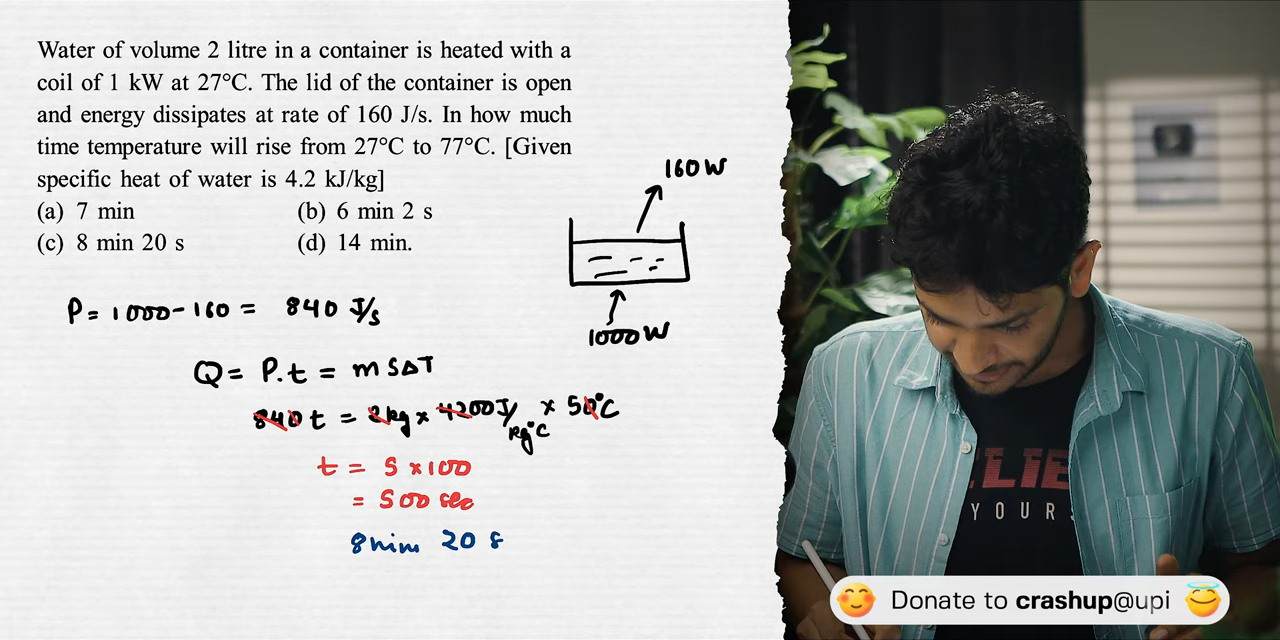 Water of volume 2 litre in a container is heated with a
coil of 1 kW at 27°C. The lid of the container is open
and energy dissipates at rate of 160 J/s. In how much
time temperature will rise from 27°C to 77°C. [Given
specific heat of water is 4.2 kJ/kg]
(a) 7 min (b) 6 min 2 s
(c) 8 min 20 s (d) 14 min.
160W
1000W
P = 1000 - 160 = 840 J/s
Q = P.t = m S ΔT
840 t = 2kg × 4200 J/kg°C × 50°C
t = 5 × 100
= 500 sec
8 min 20 s
LIE
YOURS
Donate to crashup@upi